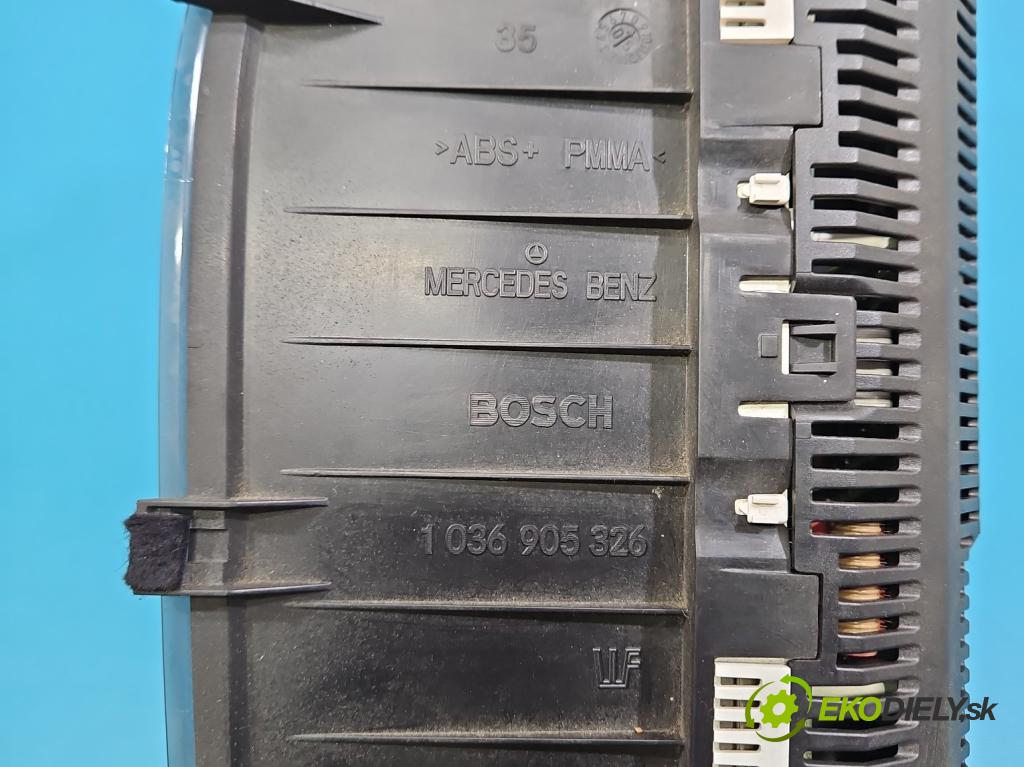 35
>ABS+ PMMA<
MERCEDES BENZ
BOSCH
1 036 905 326
EKODIELY.sk